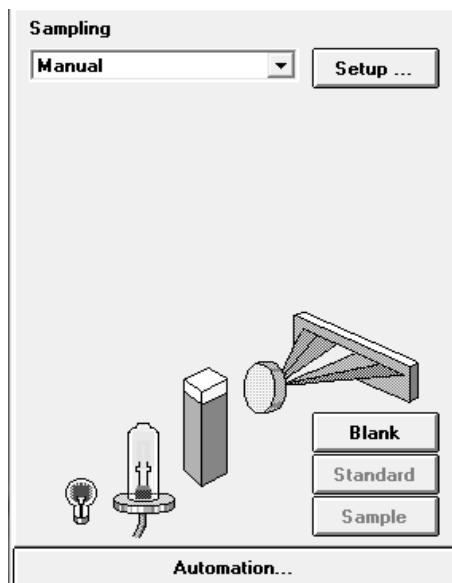 Sampling
Manual
Setup ...
Blank
Standard
Sample
Automation...